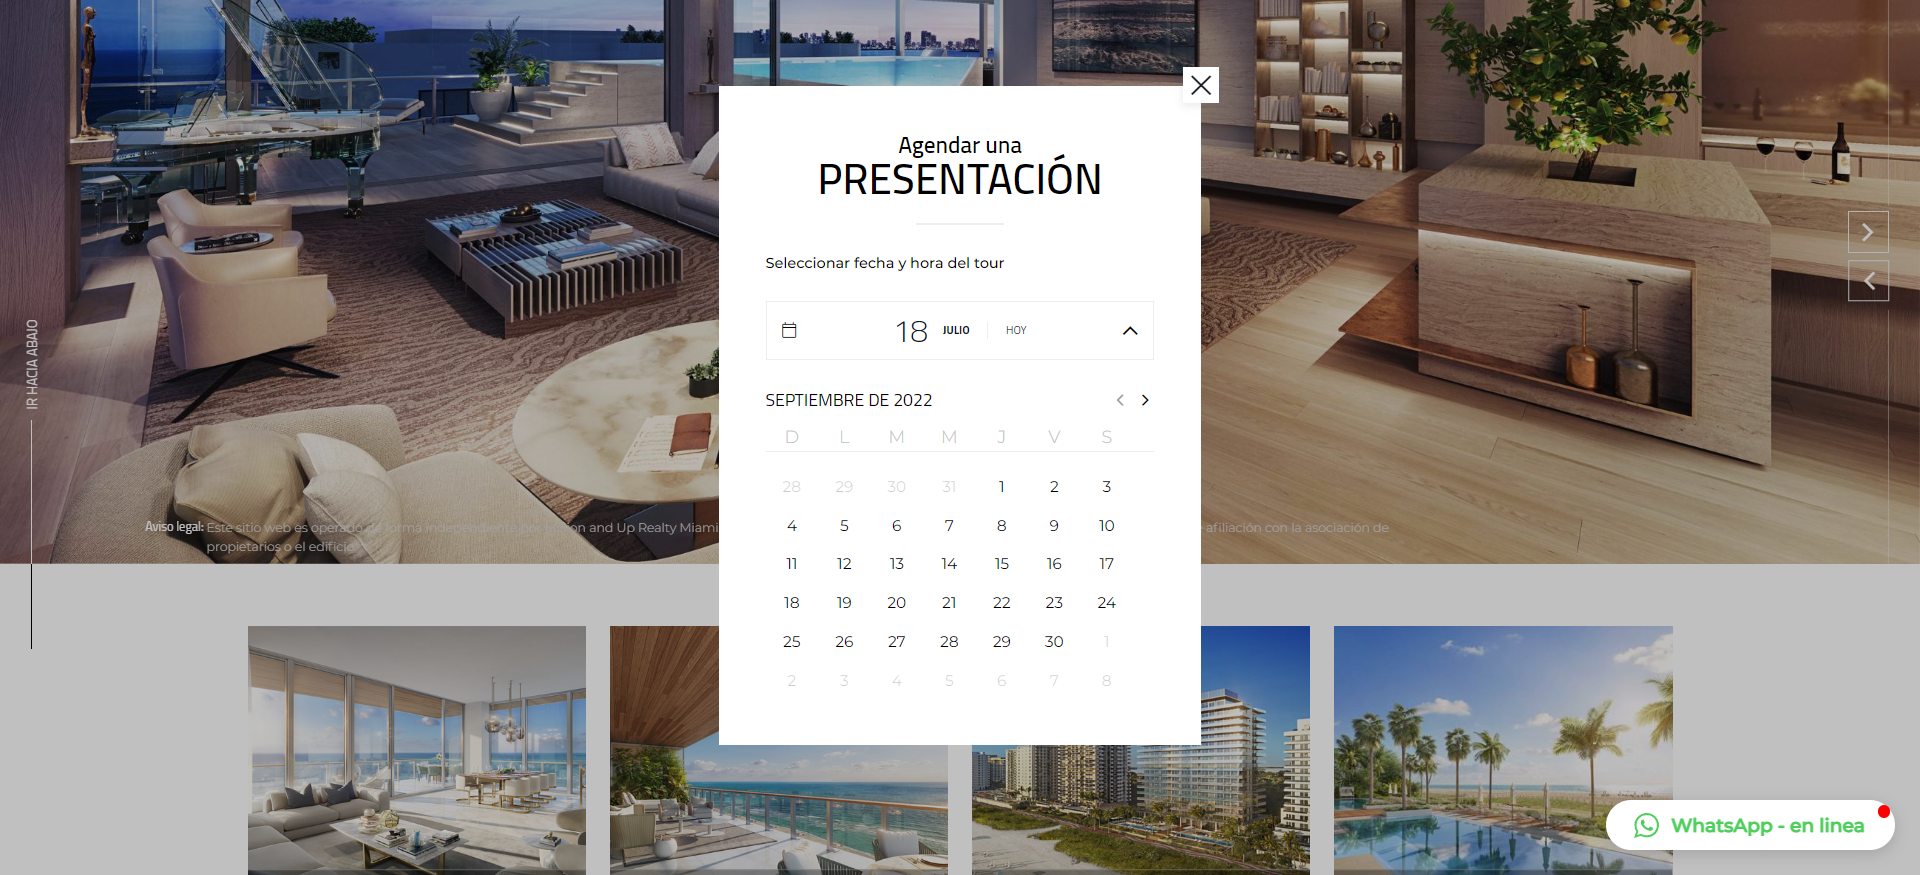 Agendar una
PRESENTACIÓN
Seleccionar fecha y hora del tour
18 JULIO HOY
SEPTIEMBRE DE 2022
D L M M J V S
28 29 30 31 1 2 3
4 5 6 7 8 9 10
11 12 13 14 15 16 17
18 19 20 21 22 23 24
25 26 27 28 29 30 1
2 3 4 5 6 7 8
IR HACIA ABAJO
Aviso legal: Este sitio web es operado de forma and Up Realty Miami afiliación con la asociación de
propietarios o el edificio
WhatsApp - en linea